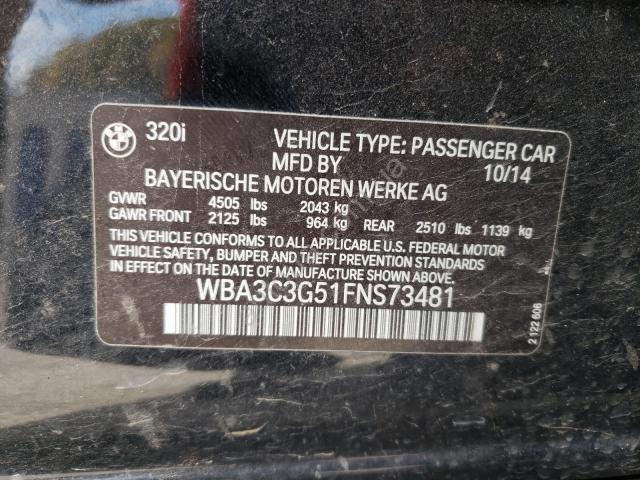 320i
VEHICLE TYPE: PASSENGER CAR
MFD BY 10/14
BAYERISCHE MOTOREN WERKE AG
GVWR 4505 lbs 2043 kg
GAWR FRONT 2125 lbs 964 kg REAR 2510 lbs 1139 kg
THIS VEHICLE CONFORMS TO ALL APPLICABLE U.S. FEDERAL MOTOR
VEHICLE SAFETY, BUMPER AND THEFT PREVENTION STANDARDS
IN EFFECT ON THE DATE OF MANUFACTURE SHOWN ABOVE.
WBA3C3G51FNS73481
2 122 606